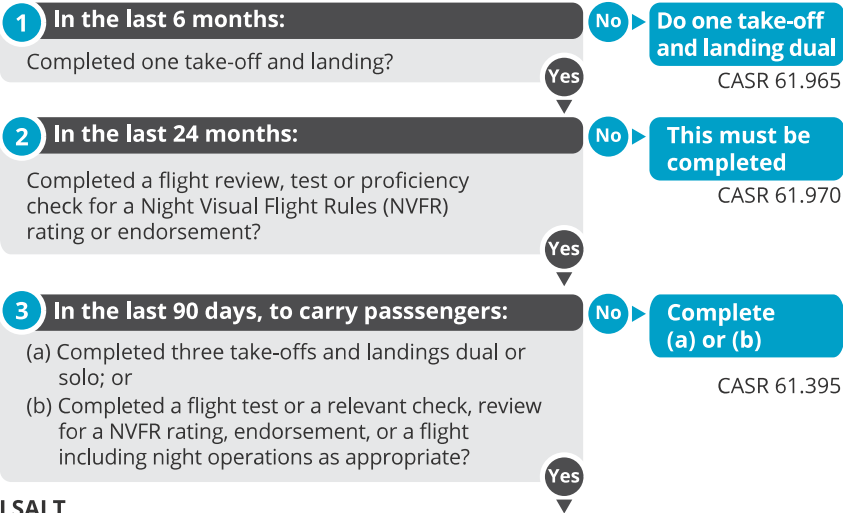 1 In the last 6 months:
No
Do one take-off
and landing dual
Completed one take-off and landing?
Yes
CASR 61.965
2 In the last 24 months:
No
This must be
completed
Completed a flight review, test or proficiency
check for a Night Visual Flight Rules (NVFR)
rating or endorsement?
CASR 61.970
Yes
3 In the last 90 days, to carry passsengers:
No
Complete
(a) or (b)
(a) Completed three take-offs and landings dual or
solo; or
(b) Completed a flight test or a relevant check, review
for a NVFR rating, endorsement, or a flight
including night operations as appropriate?
CASR 61.395
Yes
LSALT